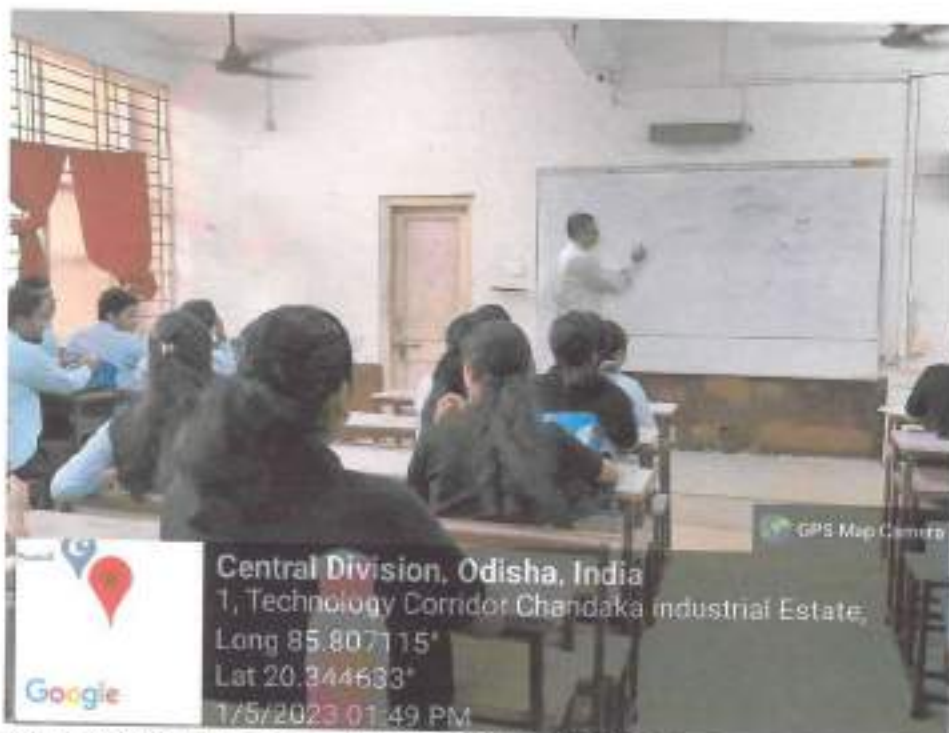 GPS Map Camera
Central Division, Odisha, India
1, Technology Corridor Chandaka Industrial Estate,
Long 85.807115°
Lat 20.344633°
1/5/2023 01:49 PM
Google